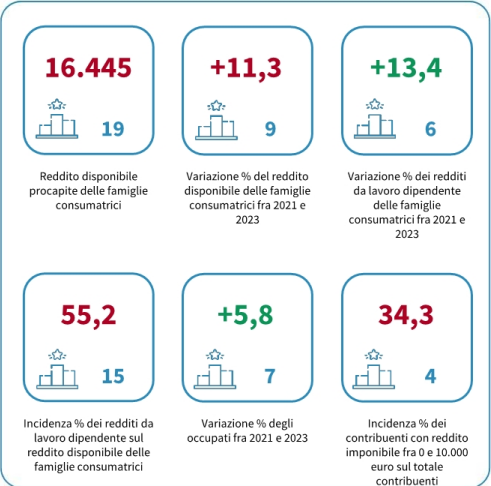 16.445
19
Reddito disponibile
procapite delle famiglie
consumatrici
+11,3
9
Variazione % del reddito
disponibile delle famiglie
consumatrici fra 2021 e
2023
+13,4
6
Variazione % dei redditi
da lavoro dipendente
delle famiglie
consumatrici fra 2021 e
2023
55,2
15
Incidenza % dei redditi da
lavoro dipendente sul
reddito disponibile delle
famiglie consumatrici
+5,8
7
Variazione % degli
occupati fra 2021 e 2023
34,3
4
Incidenza % dei
contribuenti con reddito
imponibile fra 0 e 10.000
euro sul totale
contribuenti